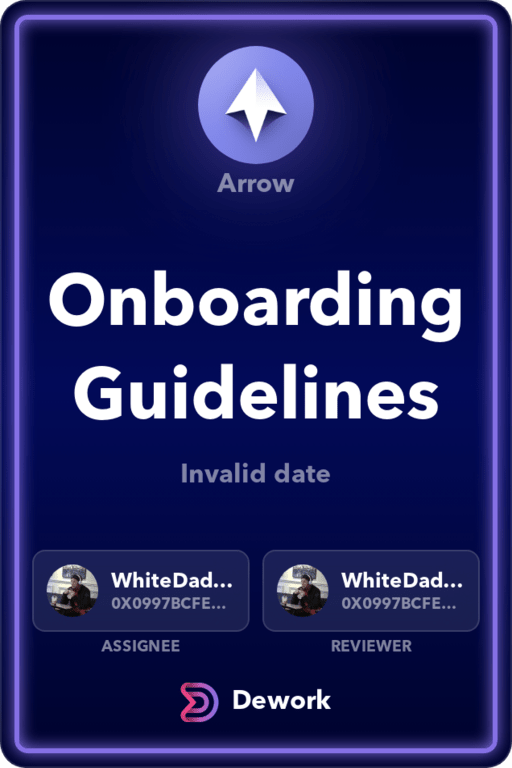 Arrow
Onboarding
Guidelines
Invalid date
WhiteDad... WhiteDad...
0X0997BCFE... 0X0997BCFE...
ASSIGNEE REVIEWER
Dework